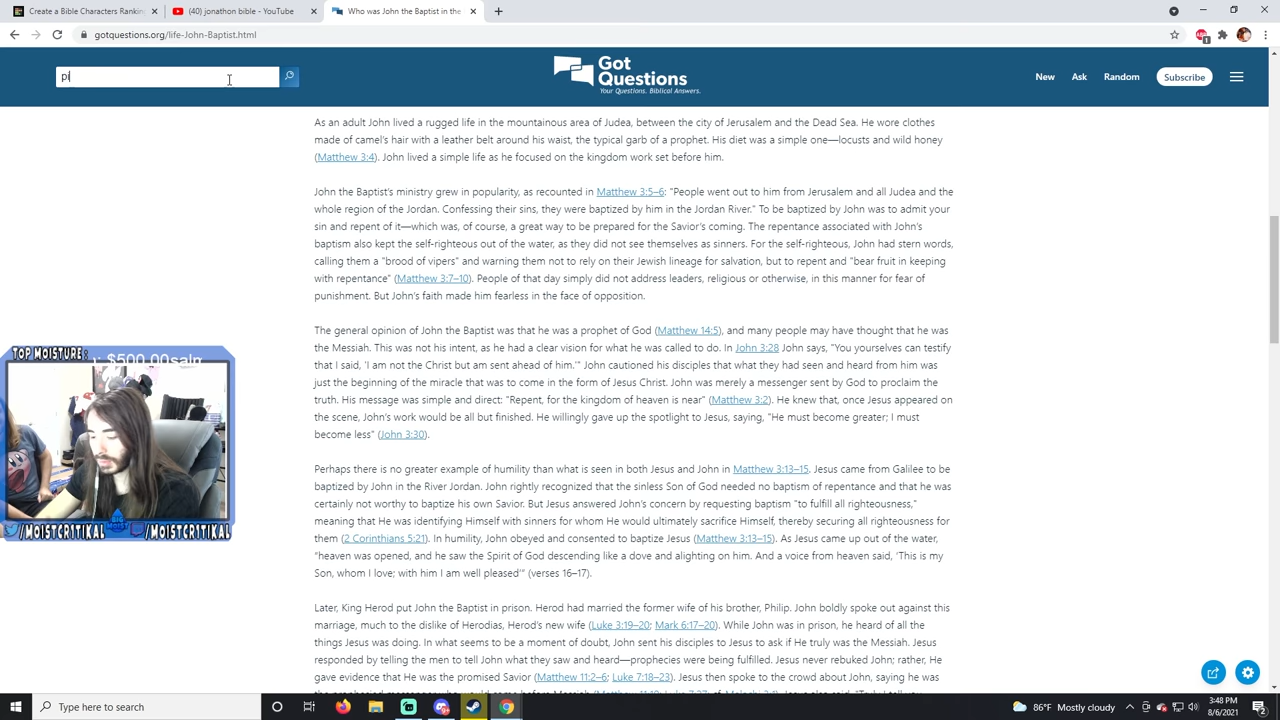 Create a Bible Characters Ranking
(40) jonathon bible - YouTube
Who was John the Baptist in the
gotquestions.org/life-John-Baptist.html
1
pi
Got
Questions
Your Questions. Biblical Answers.
New
Ask
Random
Subscribe
As an adult John lived a rugged life in the mountainous area of Judea, between the city of Jerusalem and the Dead Sea. He wore clothes
made of camel's hair with a leather belt around his waist, the typical garb of a prophet. His diet was a simple one—locusts and wild honey
(Matthew 3:4). John lived a simple life as he focused on the kingdom work set before him.
John the Baptist's ministry grew in popularity, as recounted in Matthew 3:5–6: "People went out to him from Jerusalem and all Judea and the
whole region of the Jordan. Confessing their sins, they were baptized by him in the Jordan River." To be baptized by John was to admit your
sin and repent of it—which was, of course, a great way to be prepared for the Savior's coming. The repentance associated with John's
baptism also kept the self-righteous out of the water, as they did not see themselves as sinners. For the self-righteous, John had stern words,
calling them a "brood of vipers" and warning them not to rely on their Jewish lineage for salvation, but to repent and "bear fruit in keeping
with repentance" (Matthew 3:7–10). People of that day simply did not address leaders, religious or otherwise, in this manner for fear of
punishment. But John's faith made him fearless in the face of opposition.
The general opinion of John the Baptist was that he was a prophet of God (Matthew 14:5), and many people may have thought that he was
the Messiah. This was not his intent, as he had a clear vision for what he was called to do. In John 3:28 John says, "You yourselves can testify
that I said, 'I am not the Christ but am sent ahead of him.'" John cautioned his disciples that what they had seen and heard from him was
just the beginning of the miracle that was to come in the form of Jesus Christ. John was merely a messenger sent by God to proclaim the
truth. His message was simple and direct: "Repent, for the kingdom of heaven is near" (Matthew 3:2). He knew that, once Jesus appeared on
the scene, John's work would be all but finished. He willingly gave up the spotlight to Jesus, saying, "He must become greater; I must
become less" (John 3:30).
Perhaps there is no greater example of humility than what is seen in both Jesus and John in Matthew 3:13–15. Jesus came from Galilee to be
baptized by John in the River Jordan. John rightly recognized that the sinless Son of God needed no baptism of repentance and that he was
certainly not worthy to baptize his own Savior. But Jesus answered John's concern by requesting baptism "to fulfill all righteousness,"
meaning that He was identifying Himself with sinners for whom He would ultimately sacrifice Himself, thereby securing all righteousness for
them (2 Corinthians 5:21). In humility, John obeyed and consented to baptize Jesus (Matthew 3:13–15). As Jesus came up out of the water,
"heaven was opened, and he saw the Spirit of God descending like a dove and alighting on him. And a voice from heaven said, 'This is my
Son, whom I love; with him I am well pleased'" (verses 16–17).
Later, King Herod put John the Baptist in prison. Herod had married the former wife of his brother, Philip. John boldly spoke out against this
marriage, much to the dislike of Herodias, Herod's new wife (Luke 3:19–20; Mark 6:17–20). While John was in prison, he heard of all the
things Jesus was doing. In what seems to be a moment of doubt, John sent his disciples to Jesus to ask if He truly was the Messiah. Jesus
responded by telling the men to tell John what they saw and heard—prophecies were being fulfilled. Jesus never rebuked John; rather, He
gave evidence that He was the promised Savior (Matthew 11:2–6; Luke 7:18–23). Jesus then spoke to the crowd about John, saying he was
TOP MOISTURE:
: $500.00
BIG
MOIST
/MOISTCRITIKAL
/MOISTCRITIKAL
Type here to search
86°F Mostly cloudy
3:48 PM
8/6/2021
2